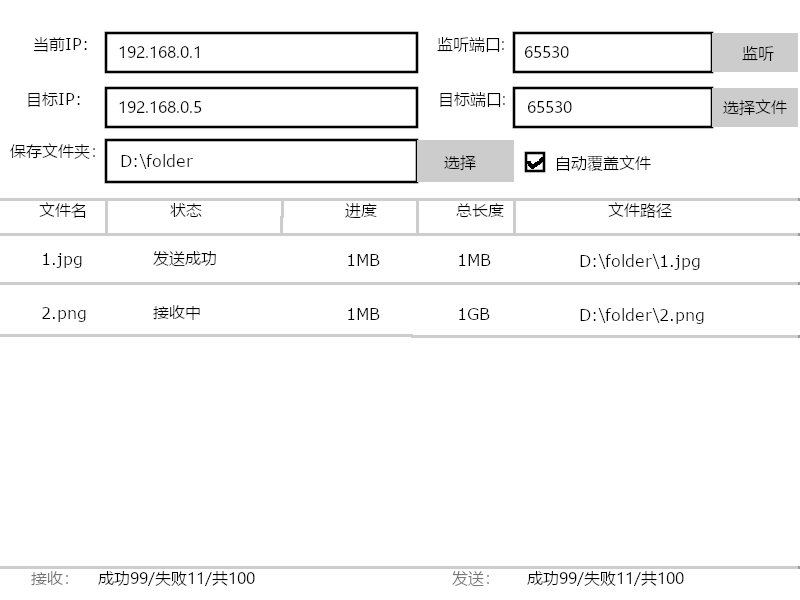 当前IP: 192.168.0.1 监听端口: 65530 监听
目标IP: 192.168.0.5 目标端口: 65530 选择文件
保存文件夹: D:\folder 选择 自动覆盖文件
文件名 状态 进度 总长度 文件路径
1.jpg 发送成功 1MB 1MB D:\folder\1.jpg
2.png 接收中 1MB 1GB D:\folder\2.png
接收: 成功99/失败11/共100 发送: 成功99/失败11/共100